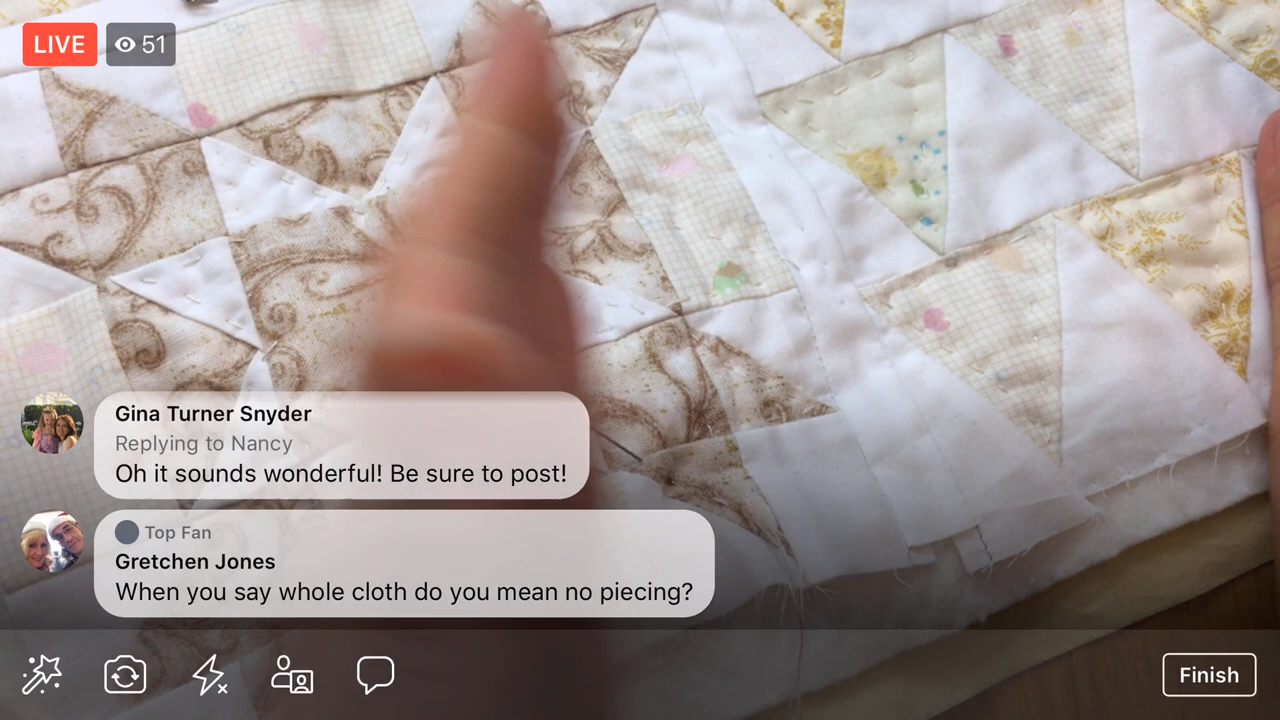 LIVE 51
Gina Turner Snyder
Replying to Nancy
Oh it sounds wonderful! Be sure to post!
Top Fan
Gretchen Jones
When you say whole cloth do you mean no piecing?
Finish